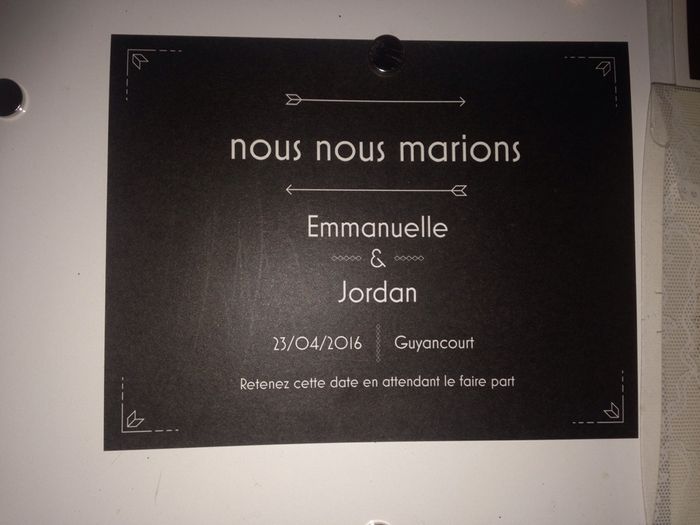 nous nous marions
Emmanuelle
&
Jordan
23/04/2016 Guyancourt
Retenez cette date en attendant le faire part